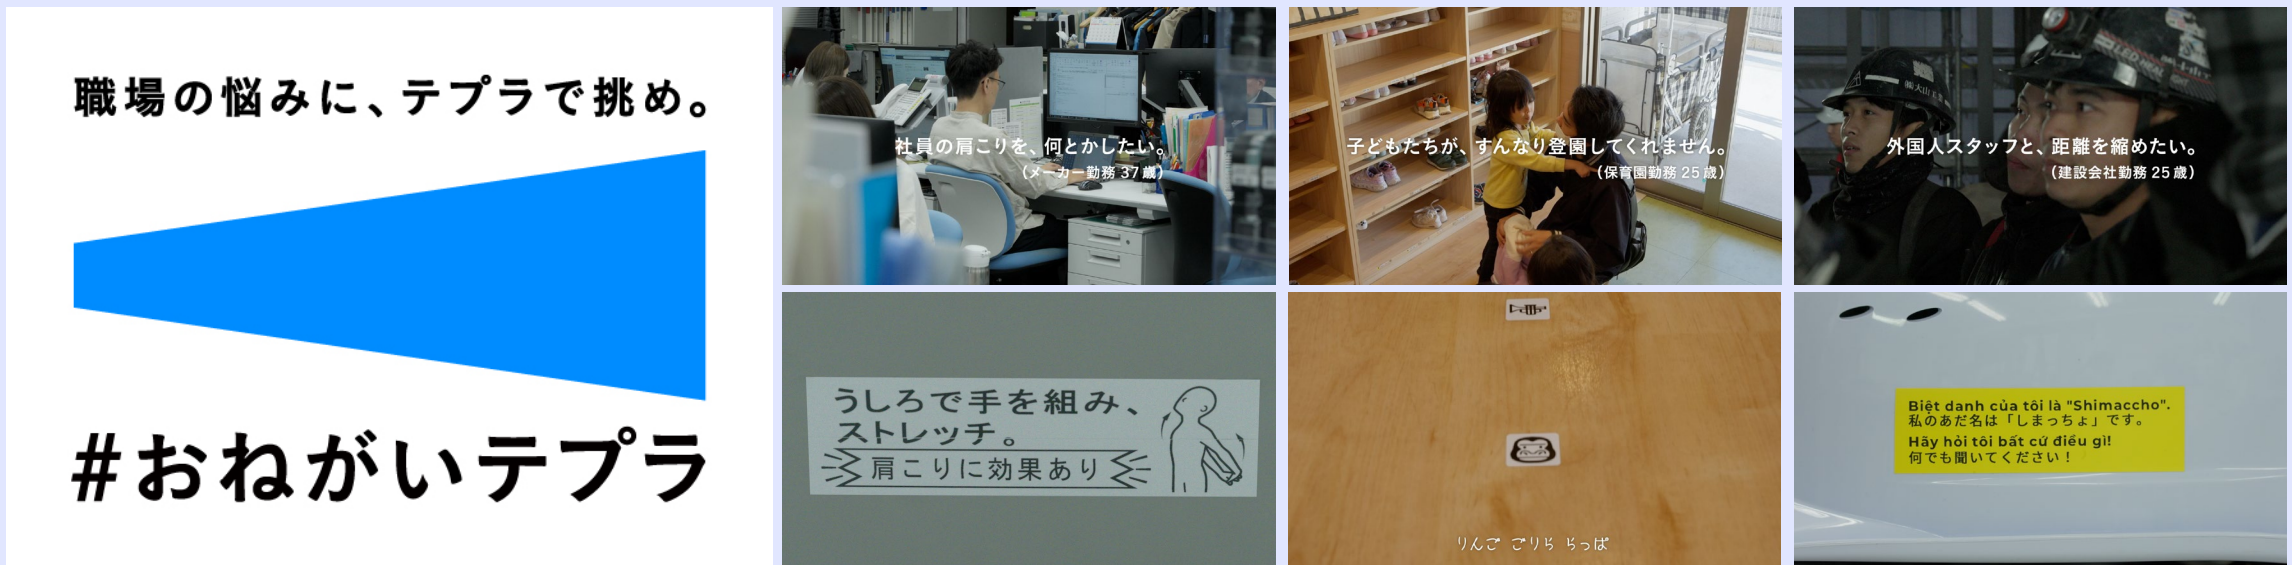 職場の悩みに、テプラで挑め。
#おねがいテプラ
社員の肩こりを、何とかしたい。
（メーカー勤務 37歳）
子どもたちが、すんなり登園してくれません。
（保育園勤務 25歳）
外国人スタッフと、距離を縮めたい。
（建設会社勤務 25歳）
うしろで手を組み、
ストレッチ。
肩こりに効果あり
りんご ごりら らっぱ
Biệt danh của tôi là "Shimaccho".
私のあだ名は「しまっちょ」です。
Hãy hỏi tôi bất cứ điều gì!
何でも聞いてください！